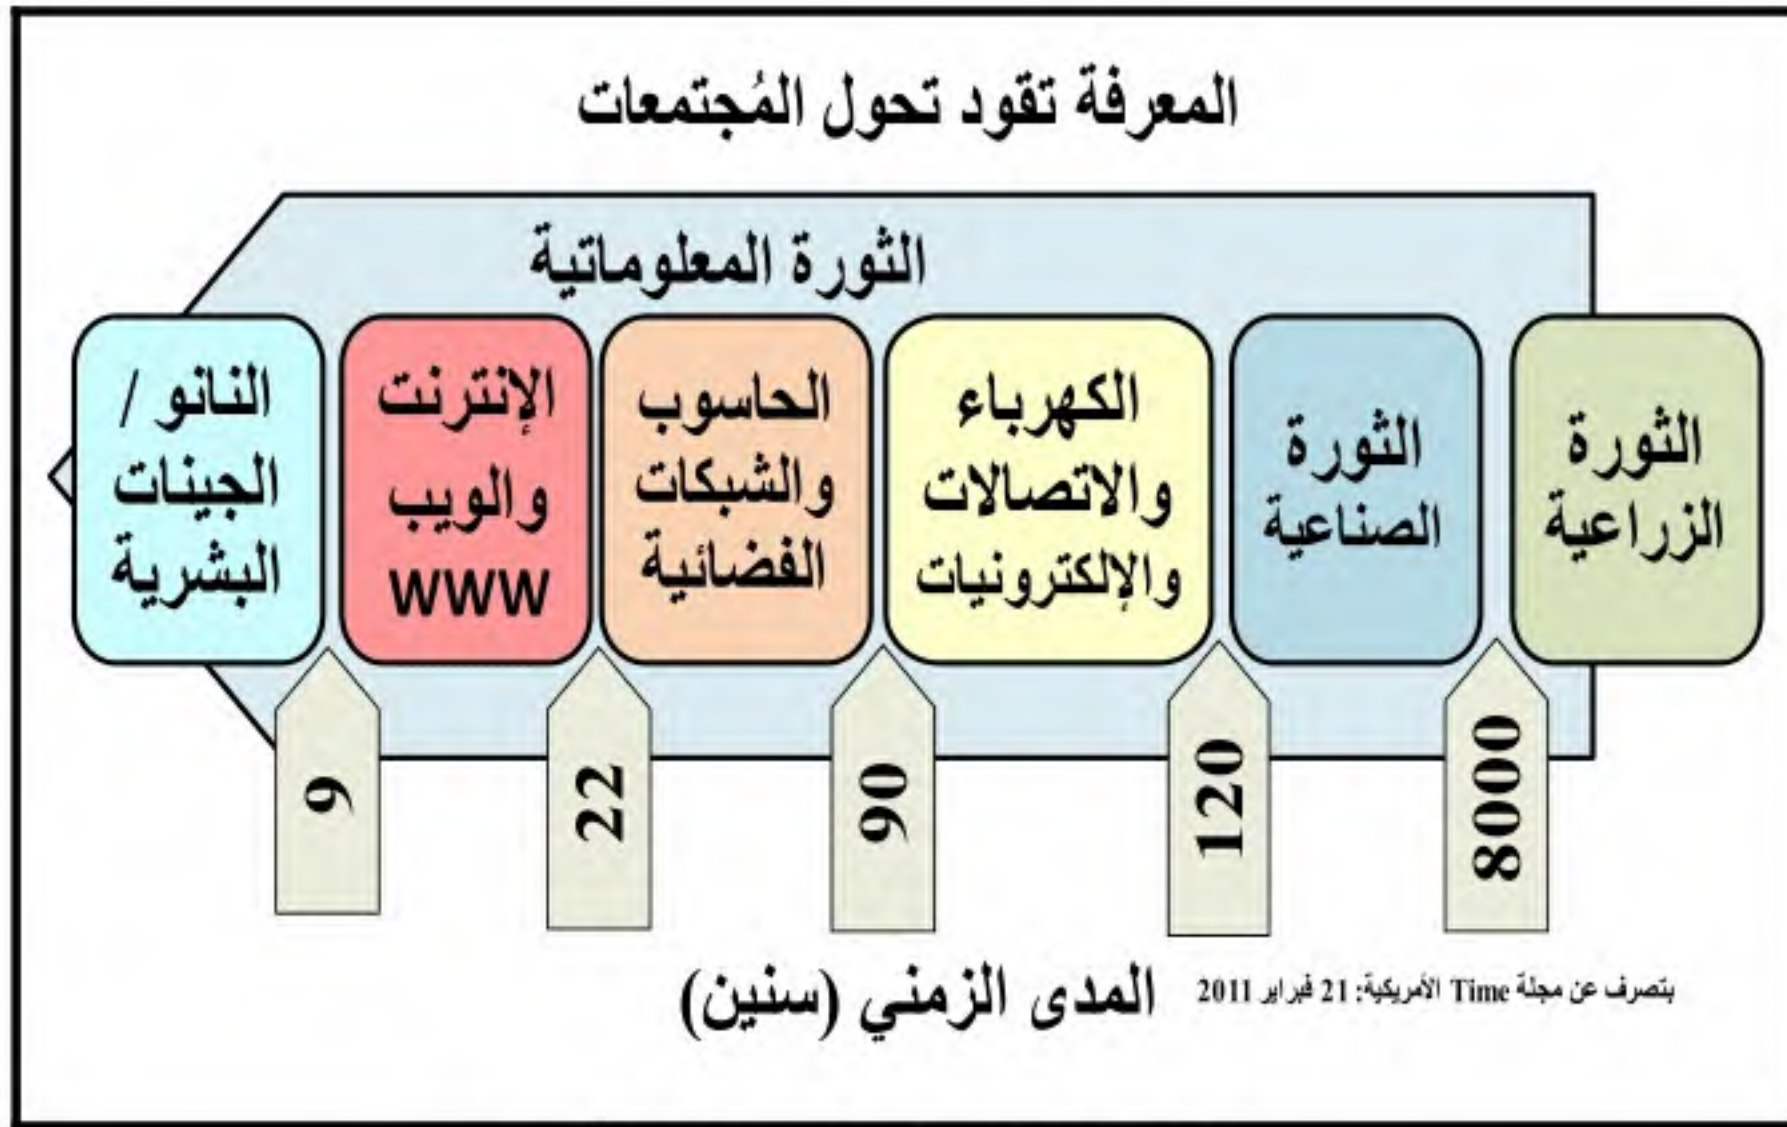 المعرفة تقود تحول المُجتمعات
الثورة المعلوماتية
الثورة
الزراعية
الثورة
الصناعية
الكهرباء
والاتصالات
والإلكترونيات
الحاسوب
والشبكات
الفضائية
الإنترنت
والويب
WWW
النانو /
الجينات
البشرية
8000
120
90
22
9
المدى الزمني (سنين)
بتصرف عن مجلة Time الأمريكية: 21 فبراير 2011